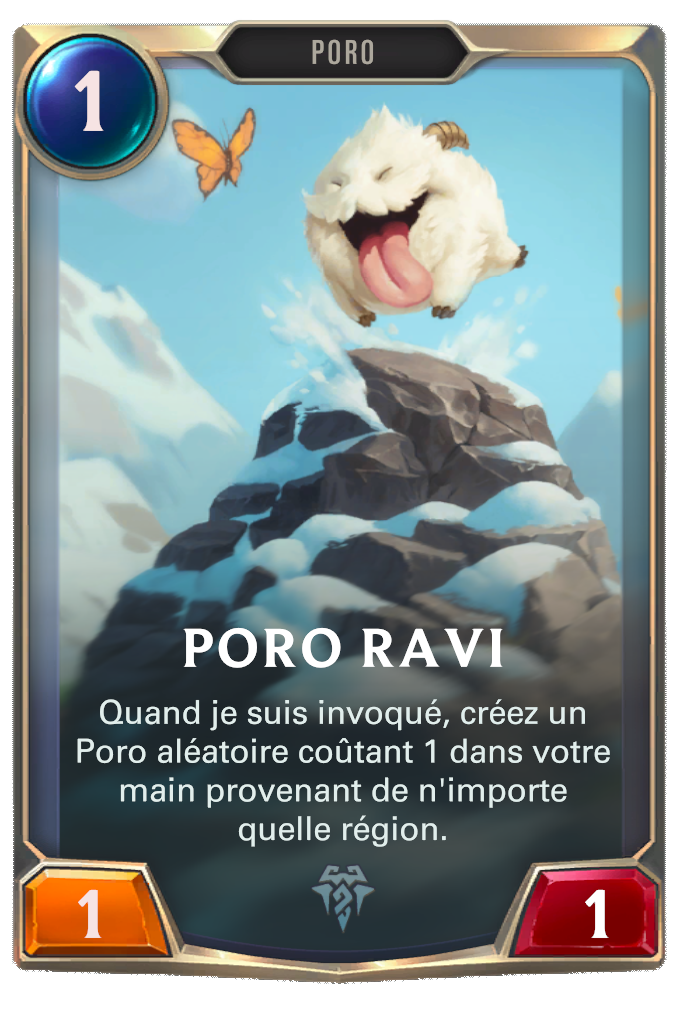 PORO
1
PORO RAVI
Quand je suis invoqué, créez un
Poro aléatoire coûtant 1 dans votre
main provenant de n'importe
quelle région.
1
1